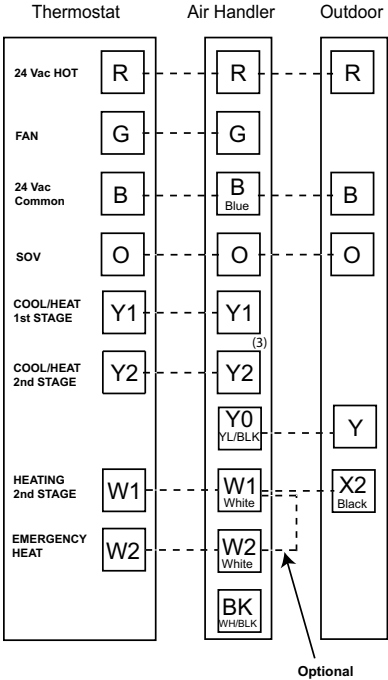 Thermostat Air Handler Outdoor
24 Vac HOT R R R
FAN G G
24 Vac
Common B B B
Blue
SOV O O O
COOL/HEAT
1st STAGE Y1 Y1
(3)
COOL/HEAT
2nd STAGE Y2 Y2
Y0 Y
YL/BLK
HEATING
2nd STAGE W1 W1 X2
White Black
EMERGENCY
HEAT W2 W2
White
BK
WH/BLK
Optional